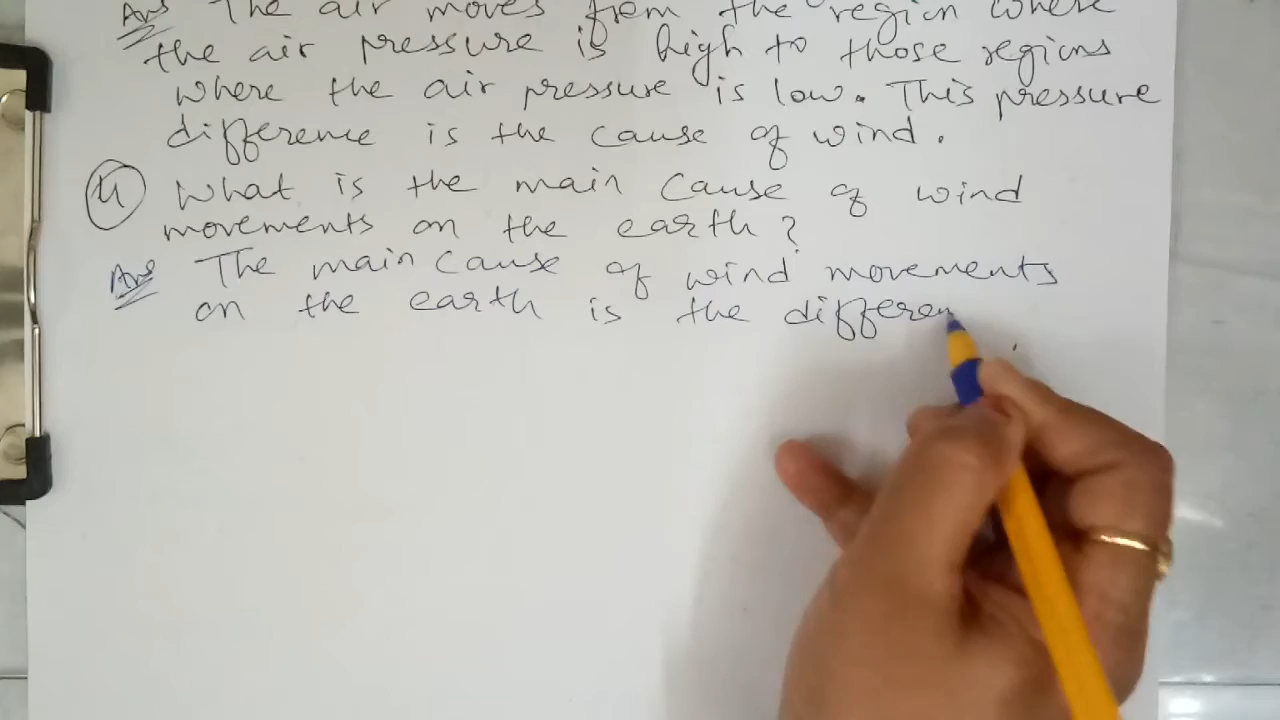 Ans The air moves from the region where
the air pressure is high to those regions
where the air pressure is low. This pressure
difference is the cause of wind.
4 What is the main cause of wind
movements on the earth?
Ans The main cause of wind movements
on the earth is the differen